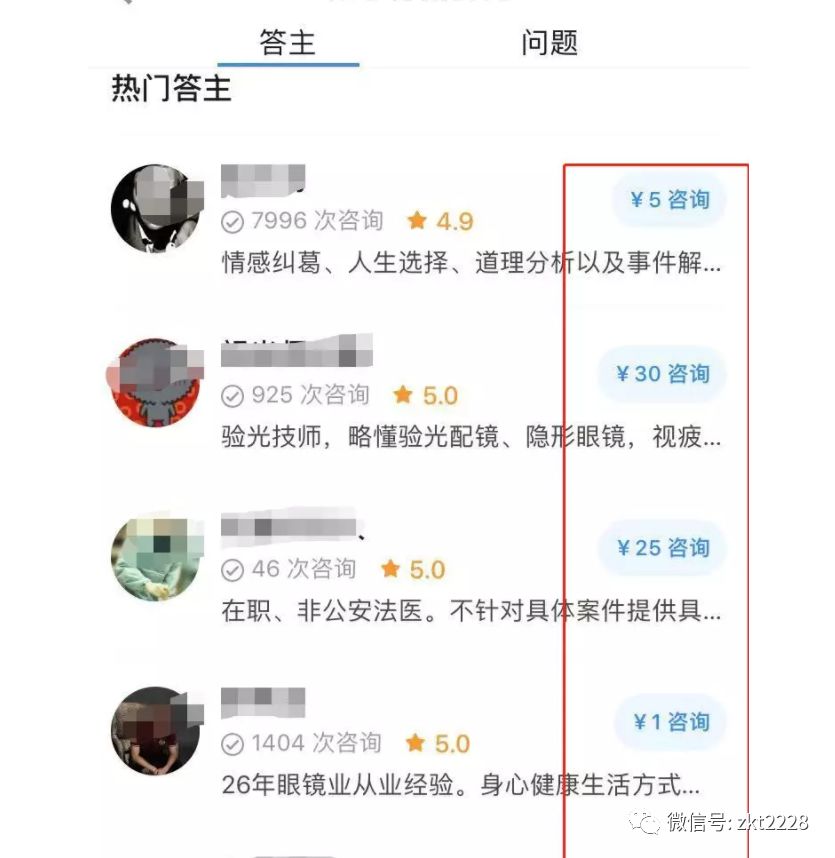 答主
问题
热门答主
¥5 咨询
7996 次咨询 ★ 4.9
情感纠葛、人生选择、道理分析以及事件解...
¥30 咨询
925 次咨询 ★ 5.0
验光技师，略懂验光配镜、隐形眼镜，视疲...
¥25 咨询
46 次咨询 ★ 5.0
在职、非公安法医。不针对具体案件提供具...
¥1 咨询
1404 次咨询 ★ 5.0
26年眼镜业从业经验。身心健康生活方式...
微信号: zkt2228